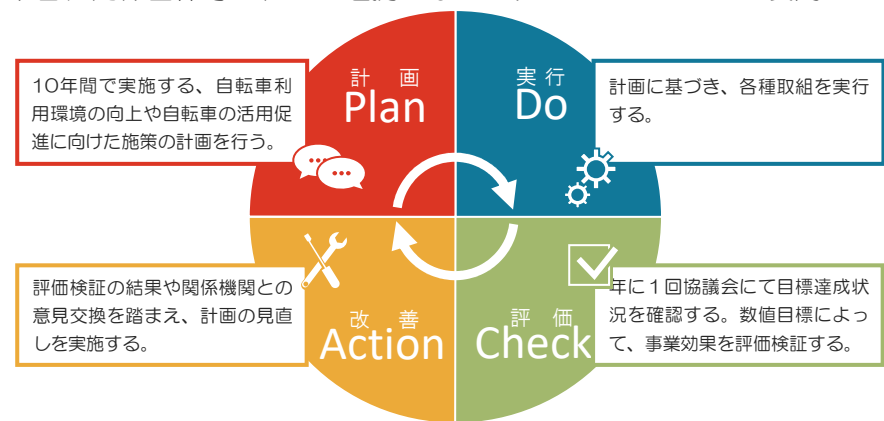 計画
Plan
10年間で実施する、自転車利
用環境の向上や自転車の活用促
進に向けた施策の計画を行う。
実行
Do
計画に基づき、各種取組を実行
する。
改善
Action
評価検証の結果や関係機関との
意見交換を踏まえ、計画の見直
しを実施する。
評価
Check
年に1回協議会にて目標達成状
況を確認する。数値目標によっ
て、事業効果を評価検証する。